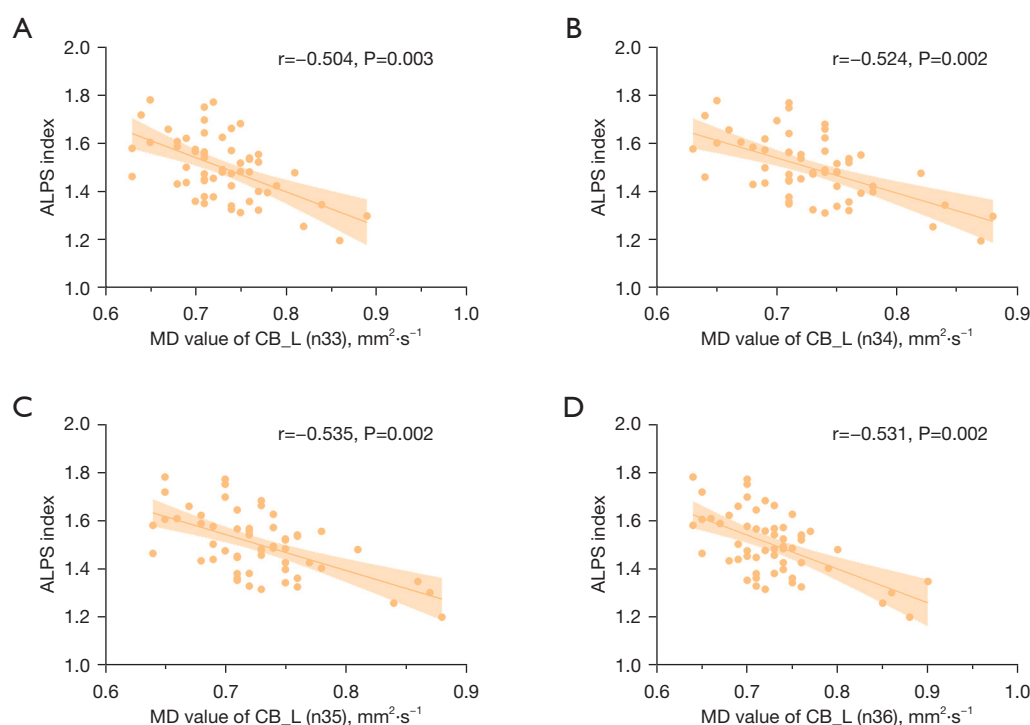 A
r=−0.504, P=0.003
2.0
1.8
1.6
1.4
1.2
1.0
ALPS index
0.6
0.7
0.8
0.9
1.0
MD value of CB_L (n33), mm²·s⁻¹
B
r=−0.524, P=0.002
2.0
1.8
1.6
1.4
1.2
1.0
ALPS index
0.6
0.7
0.8
0.9
MD value of CB_L (n34), mm²·s⁻¹
C
r=−0.535, P=0.002
2.0
1.8
1.6
1.4
1.2
1.0
ALPS index
0.6
0.7
0.8
0.9
MD value of CB_L (n35), mm²·s⁻¹
D
r=−0.531, P=0.002
2.0
1.8
1.6
1.4
1.2
1.0
ALPS index
0.6
0.7
0.8
0.9
1.0
MD value of CB_L (n36), mm²·s⁻¹